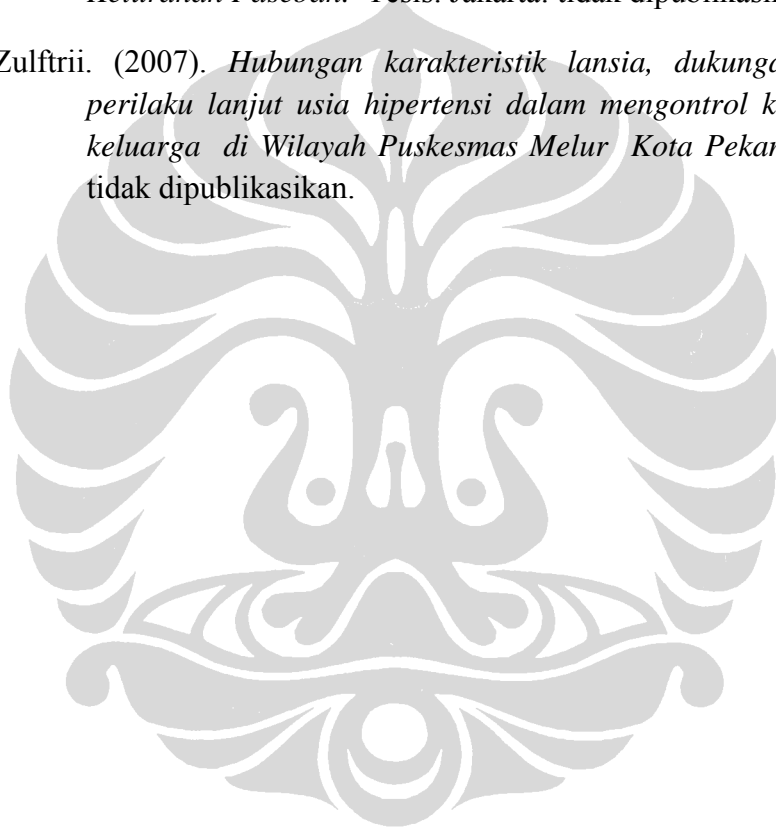 Kelurahan Paseban. Tesis. Jakarta: tidak dipublikasi
Zulftrii. (2007). Hubungan karakteristik lansia, dukunga
perilaku lanjut usia hipertensi dalam mengontrol k
keluarga di Wilayah Puskesmas Melur Kota Pekan
tidak dipublikasikan.